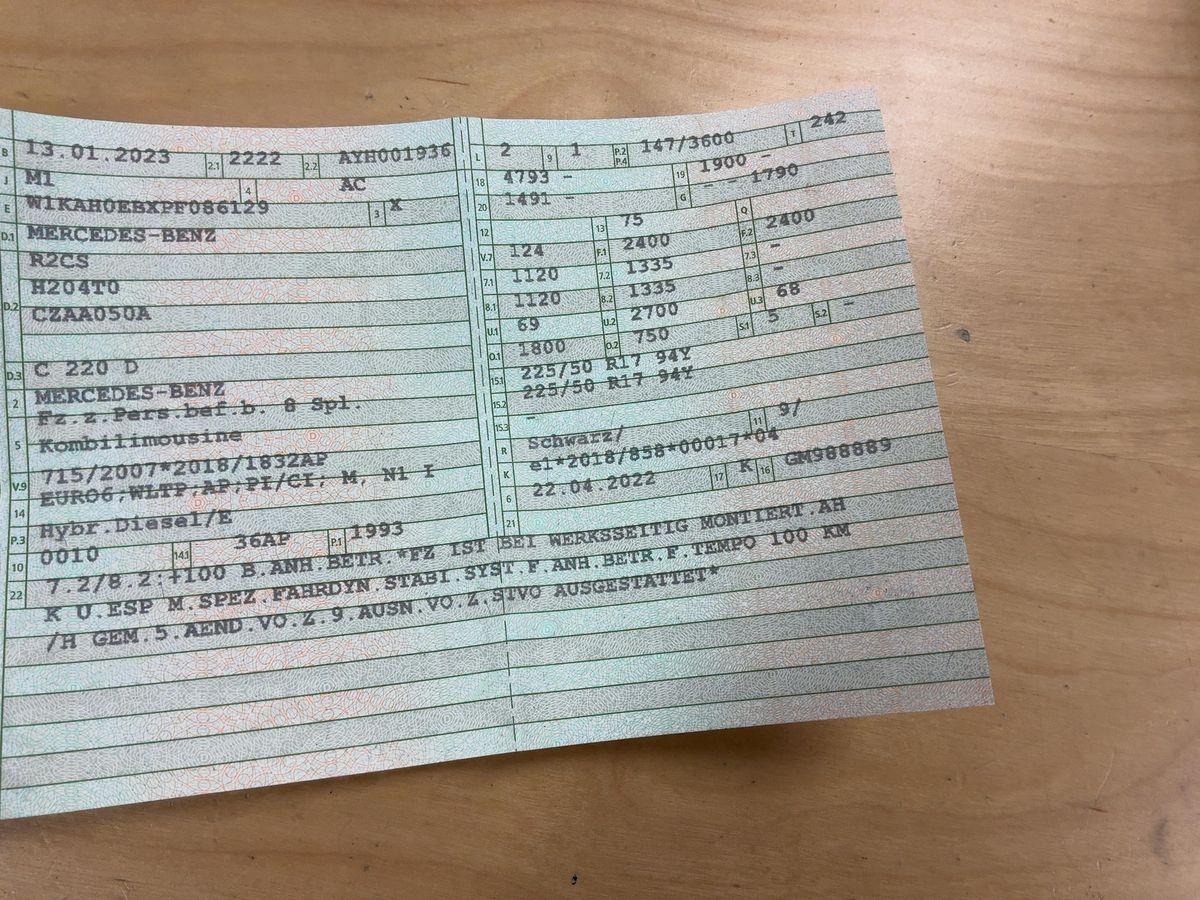 B 13.01.2023 2.1 2222 2.2 AYH001936
J M1 4 AC
E W1KAH0EBXPF086129 3 X
D.1 MERCEDES-BENZ
R2CS
D.2 H204T0
CZAA050A
D.3 C 220 D
2 MERCEDES-BENZ
5 Fz.z.Pers.bef.b. 8 Spl.
Kombilimousine
V.9 715/2007*2018/1832AP
14 EURO6;WLTP;AP;PI/CI; M, N1 I
P.3 Hybr.Diesel/E
10 0010 14.1 36AP P.1 1993
L 2 9 1 P.2 P.4 147/3600 T 242
18 4793 - 19 1900 -
20 1491 - G - 1790
12 13 75 Q
V.7 124 F.1 2400 F.2 2400
7.1 1120 7.2 1335 7.3 -
8.1 1120 8.2 1335 8.3 -
U.1 69 U.2 2700 U.3 68
O.1 1800 O.2 750 S.1 5 S.2 -
15.1 225/50 R17 94Y
15.2 225/50 R17 94Y
15.3 -
R Schwarz/ 11 9/
K e1*2018/858*00017*04
6 22.04.2022 17 K 16 GM988889
21
22 7.2/8.2:+100 B.ANH.BETR.*FZ IST BEI WERKSSEITIG MONTIERT.AH
K U.ESP M.SPEZ.FAHRDYN.STABI.SYST.F.ANH.BETR.F.TEMPO 100 KM
/H GEM.5.AEND.VO.Z.9.AUSN.VO.Z.STVO AUSGESTATTET*